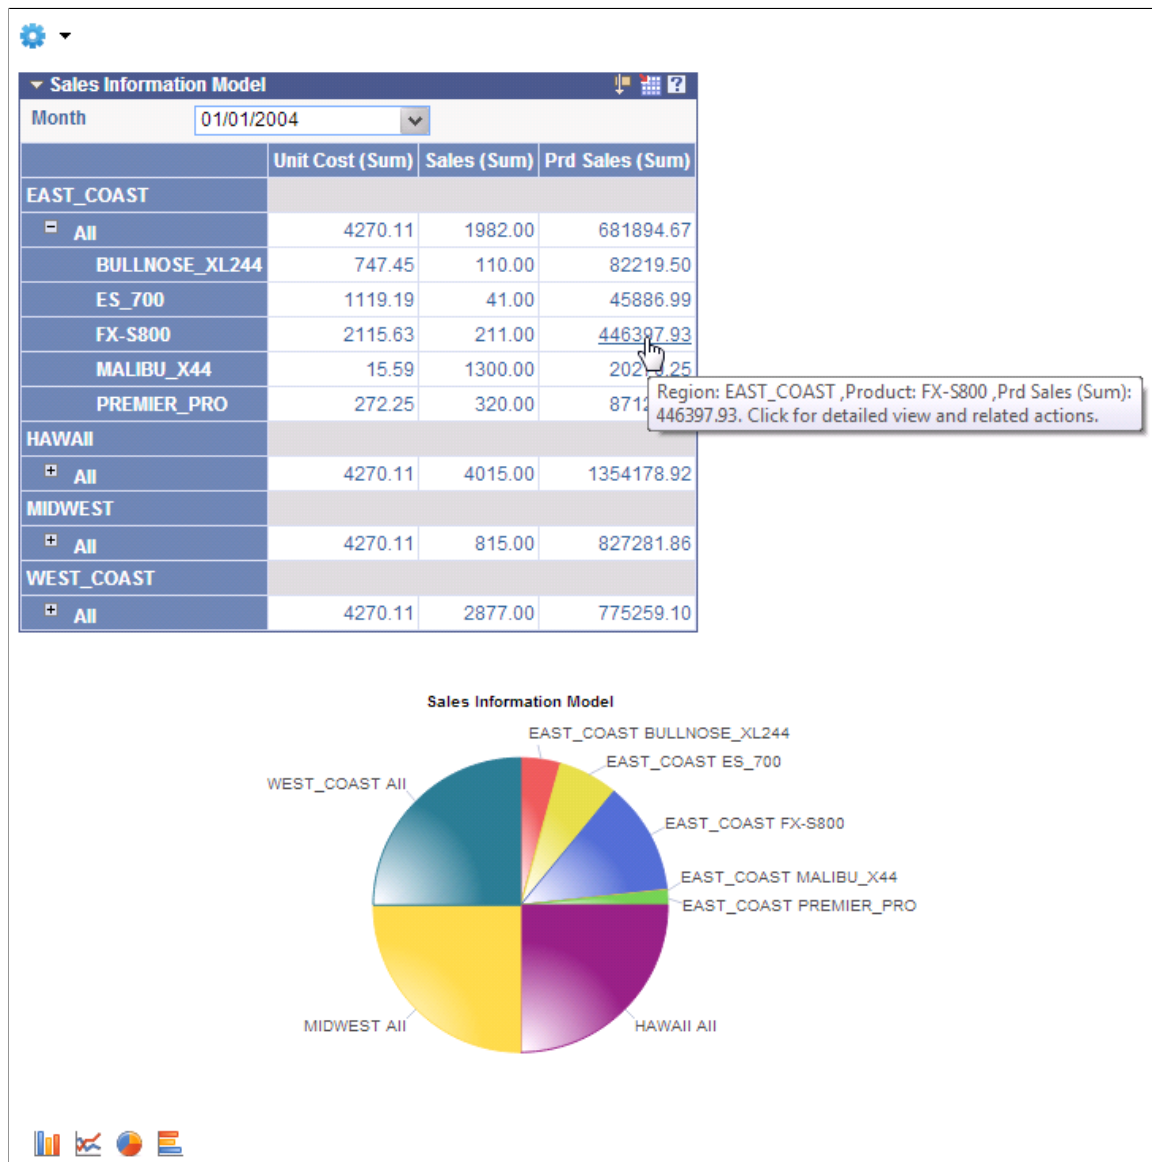 Sales Information Model
Month 01/01/2004
Unit Cost (Sum) Sales (Sum) Prd Sales (Sum)
EAST_COAST
All 4270.11 1982.00 681894.67
BULLNOSE_XL244 747.45 110.00 82219.50
ES_700 1119.19 41.00 45886.99
FX-S800 2115.63 211.00 446397.93
MALIBU_X44 15.59 1300.00
PREMIER_PRO 272.25 320.00
Region: EAST_COAST ,Product: FX-S800 ,Prd Sales (Sum):
446397.93. Click for detailed view and related actions.
HAWAII
All 4270.11 4015.00 1354178.92
MIDWEST
All 4270.11 815.00 827281.86
WEST_COAST
All 4270.11 2877.00 775259.10
Sales Information Model
EAST_COAST BULLNOSE_XL244
EAST_COAST ES_700
WEST_COAST All
EAST_COAST FX-S800
EAST_COAST MALIBU_X44
EAST_COAST PREMIER_PRO
MIDWEST All
HAWAII All